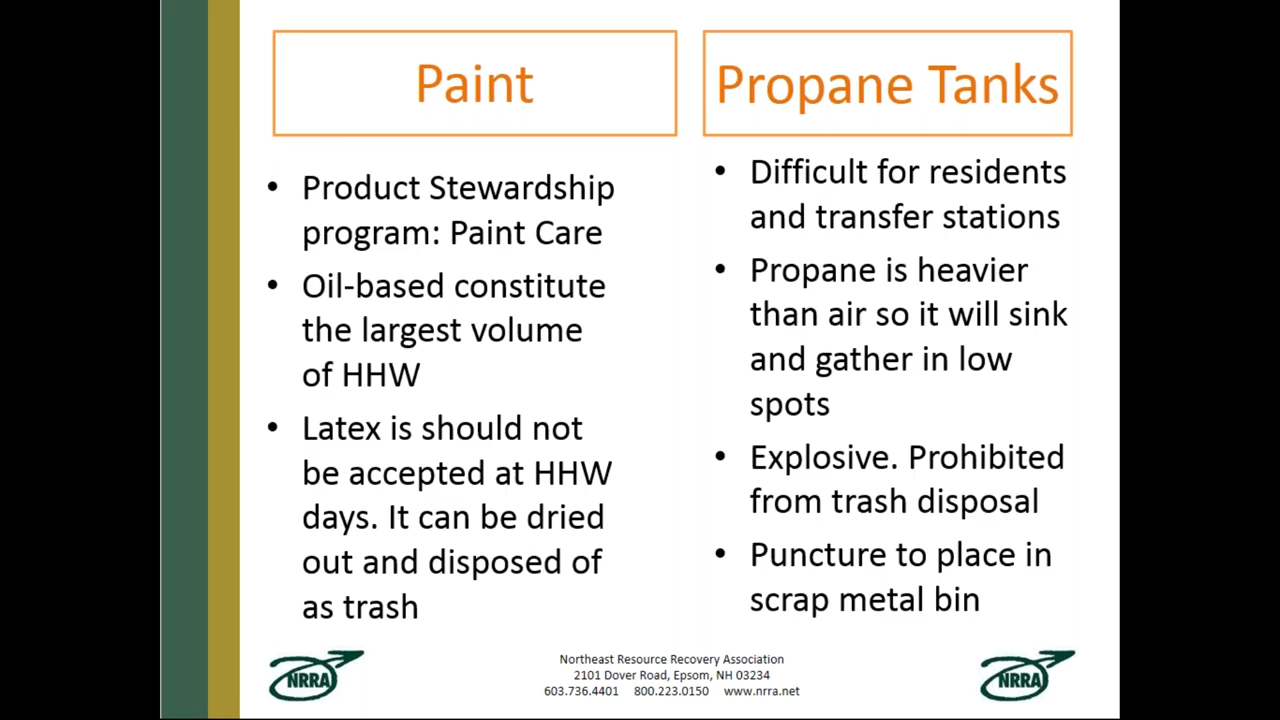 Paint
Product Stewardship
program: Paint Care
Oil-based constitute
the largest volume
of HHW
Latex is should not
be accepted at HHW
days. It can be dried
out and disposed of
as trash
Propane Tanks
Difficult for residents
and transfer stations
Propane is heavier
than air so it will sink
and gather in low
spots
Explosive. Prohibited
from trash disposal
Puncture to place in
scrap metal bin
NRRA
Northeast Resource Recovery Association
2101 Dover Road, Epsom, NH 03234
603.736.4401 800.223.0150 www.nrra.net
NRRA